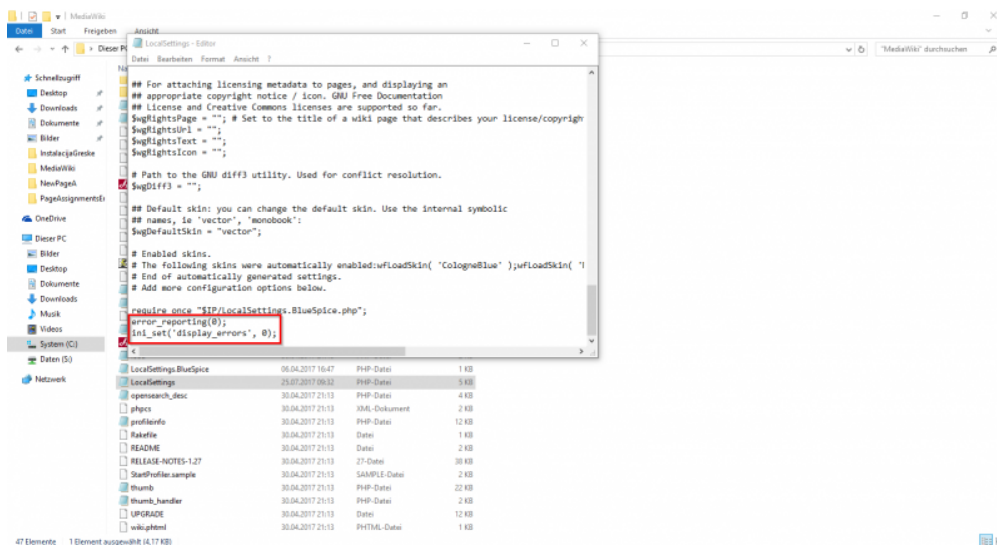 MediaWiki
Datei Start Freigeben Ansicht
Dieser PC
"MediaWiki" durchsuchen
Schnellzugriff
Desktop
Downloads
Dokumente
Bilder
InstalacijaGreske
MediaWiki
NewPageA
PageAssignmentsEx
OneDrive
Dieser PC
Bilder
Desktop
Dokumente
Downloads
Musik
Videos
System (C:)
Daten (S:)
Netzwerk
LocalSettings - Editor
Datei Bearbeiten Format Ansicht ?
## For attaching licensing metadata to pages, and displaying an
## appropriate copyright notice / icon. GNU Free Documentation
## License and Creative Commons licenses are supported so far.
$wgRightsPage = ""; # Set to the title of a wiki page that describes your license/copyright
$wgRightsUrl = "";
$wgRightsText = "";
$wgRightsIcon = "";
# Path to the GNU diff3 utility. Used for conflict resolution.
$wgDiff3 = "";
## Default skin: you can change the default skin. Use the internal symbolic
## names, ie 'vector', 'monobook':
$wgDefaultSkin = "vector";
# Enabled skins.
# The following skins were automatically enabled:wfLoadSkin( 'CologneBlue' );wfLoadSkin(
# End of automatically generated settings.
# Add more configuration options below.
require_once "$IP/LocalSettings.BlueSpice.php";
error_reporting(0);
ini_set('display_errors', 0);
LocalSettings.BlueSpice 06.04.2017 16:47 PHP-Datei 1 KB
LocalSettings 25.07.2017 09:32 PHP-Datei 5 KB
opensearch_desc 30.04.2017 21:13 PHP-Datei 4 KB
phpcs 30.04.2017 21:13 XML-Dokument 2 KB
profileinfo 30.04.2017 21:13 PHP-Datei 12 KB
Rakefile 30.04.2017 21:13 Datei 1 KB
README 30.04.2017 21:13 Datei 2 KB
RELEASE-NOTES-1.27 30.04.2017 21:13 27-Datei 38 KB
StartProfiler.sample 30.04.2017 21:13 SAMPLE-Datei 2 KB
thumb 30.04.2017 21:13 PHP-Datei 22 KB
thumb_handler 30.04.2017 21:13 PHP-Datei 2 KB
UPGRADE 30.04.2017 21:13 Datei 12 KB
wiki.phtml 30.04.2017 21:13 PHTML-Datei 1 KB
47 Elemente 1 Element ausgewählt (4,17 KB)